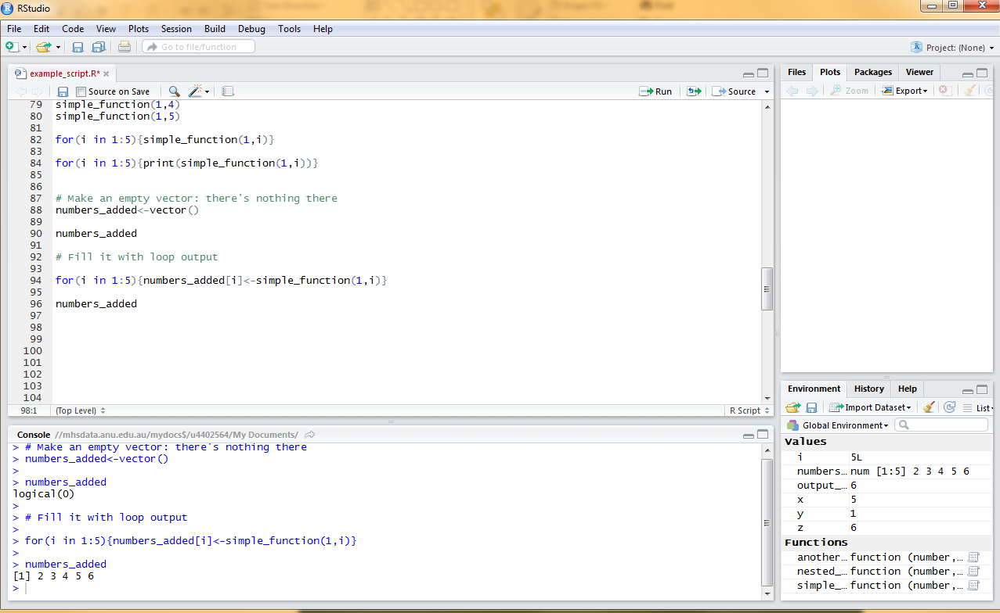 RStudio
File Edit Code View Plots Session Build Debug Tools Help
Go to file/function
Project: (None)
example_script.R*
Source on Save
Run
Source
79 simple_function(1,4)
80 simple_function(1,5)
81
82 for(i in 1:5){simple_function(1,i)}
83
84 for(i in 1:5){print(simple_function(1,i))}
85
86
87 # Make an empty vector: there's nothing there
88 numbers_added<-vector()
89
90 numbers_added
91
92 # Fill it with loop output
93
94 for(i in 1:5){numbers_added[i]<-simple_function(1,i)}
95
96 numbers_added
97
98
99
100
101
102
103
104
98:1 (Top Level) R Script
Console //mhsdata.anu.edu.au/mydocs$/u4402564/My Documents/
> # Make an empty vector: there's nothing there
> numbers_added<-vector()
>
> numbers_added
logical(0)
>
> # Fill it with loop output
>
> for(i in 1:5){numbers_added[i]<-simple_function(1,i)}
>
> numbers_added
[1] 2 3 4 5 6
>
Files Plots Packages Viewer
Zoom Export
Environment History Help
Import Dataset List
Global Environment
Values
i 5L
numbers… num [1:5] 2 3 4 5 6
output_… 6
x 5
y 1
z 6
Functions
another… function (number,…
nested_… function (number,…
simple_… function (number,…